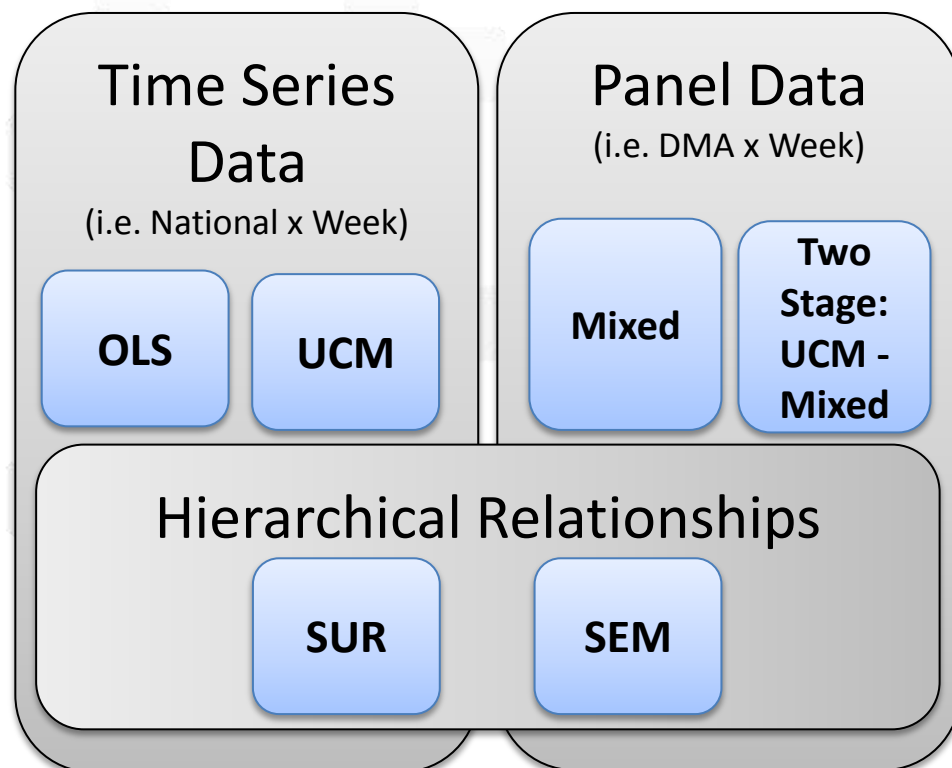 Time Series
Data
(i.e. National x Week)
OLS
UCM
Panel Data
(i.e. DMA x Week)
Mixed
Two
Stage:
UCM -
Mixed
Hierarchical Relationships
SUR
SEM